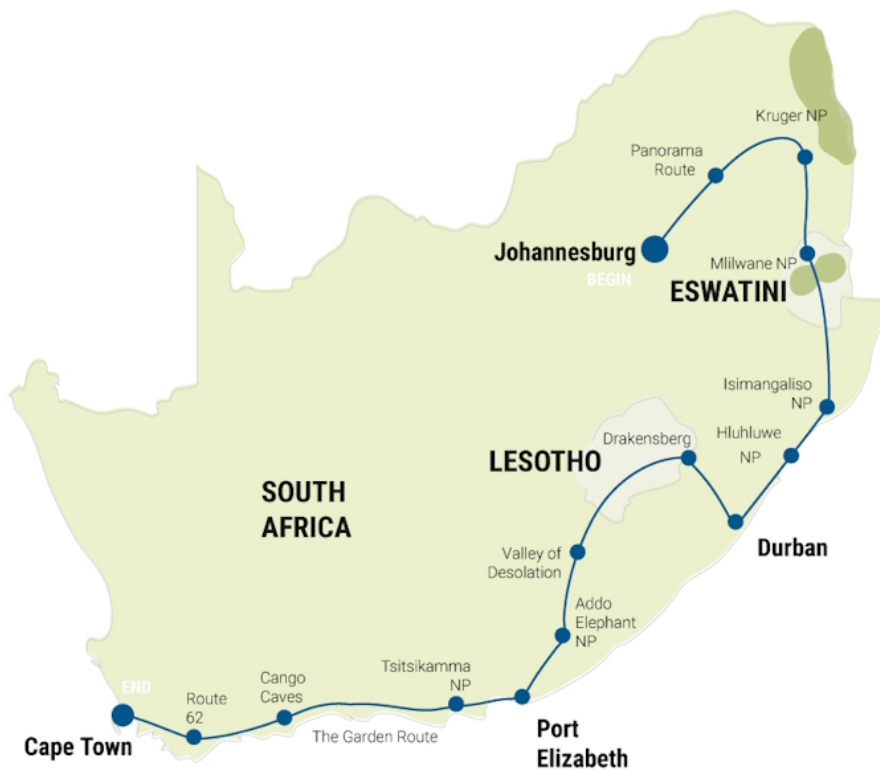 Kruger NP
Panorama
Route
Johannesburg
BEGIN
Mlilwane NP
ESWATINI
Isimangaliso
NP
Hluhluwe
NP
Drakensberg
LESOTHO
SOUTH
AFRICA
Durban
Valley of
Desolation
Addo
Elephant
NP
Tsitsikamma
NP
Cango
Caves
Route
62
END
The Garden Route
Port
Elizabeth
Cape Town